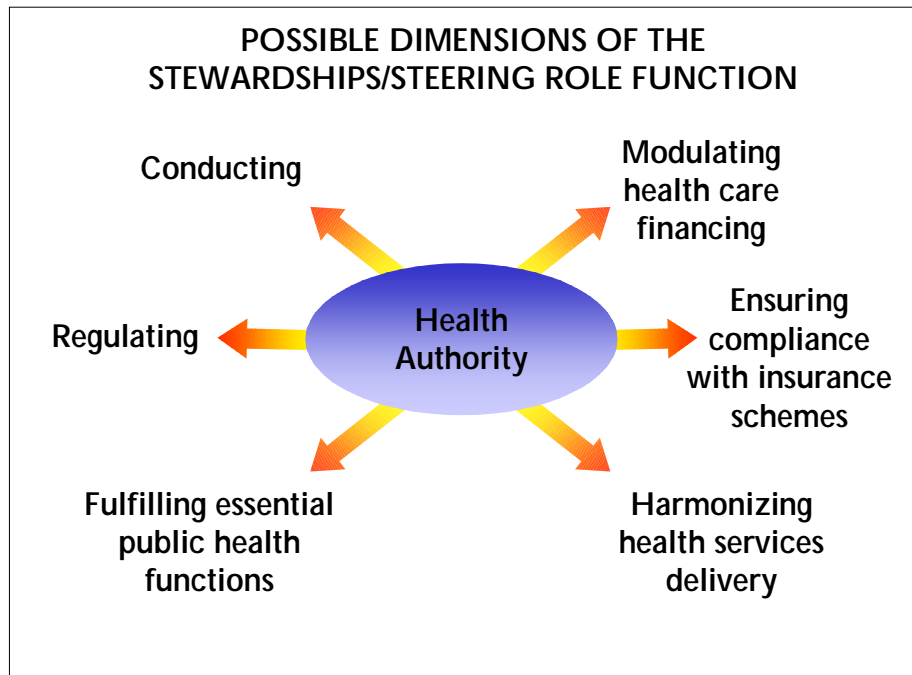 POSSIBLE DIMENSIONS OF THE
STEWARDSHIPS/STEERING ROLE FUNCTION
Conducting
Modulating
health care
financing
Regulating
Health
Authority
Ensuring
compliance
with insurance
schemes
Fulfilling essential
public health
functions
Harmonizing
health services
delivery